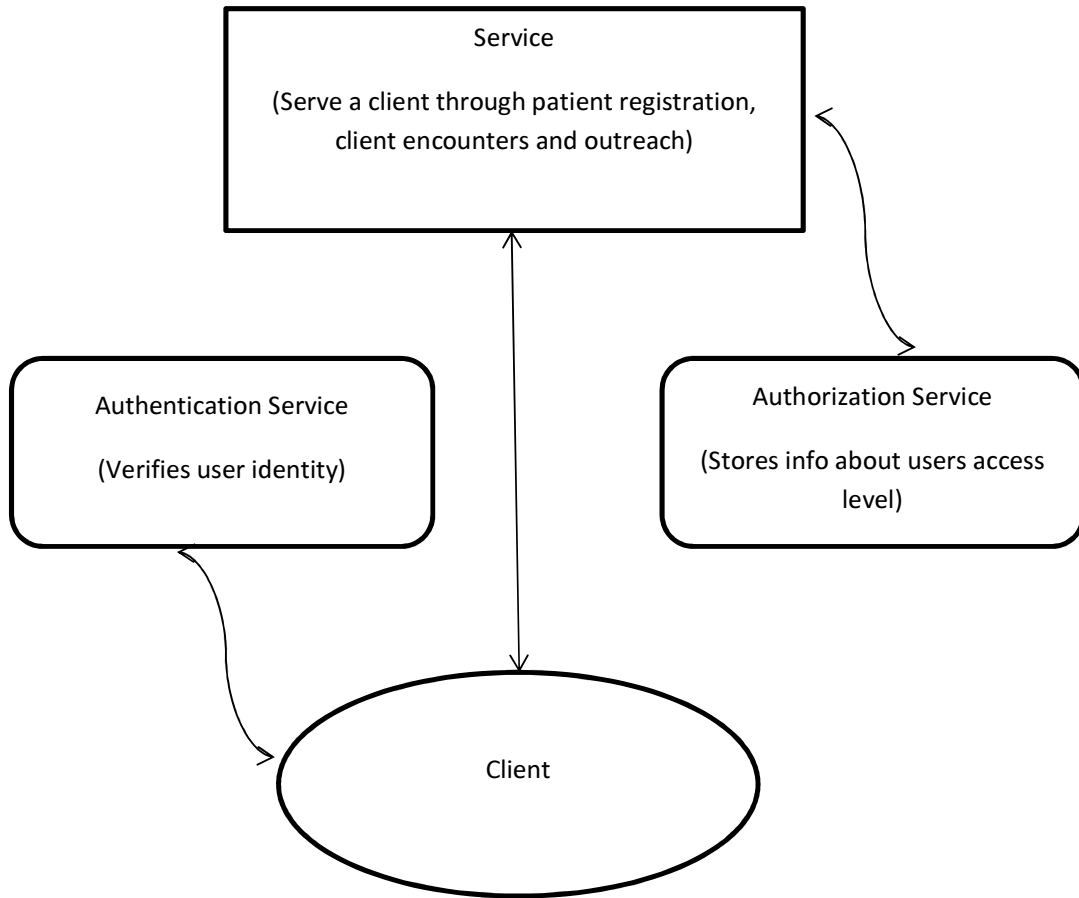 Service
(Serve a client through patient registration,
client encounters and outreach)
Authentication Service
(Verifies user identity)
Authorization Service
(Stores info about users access
level)
Client